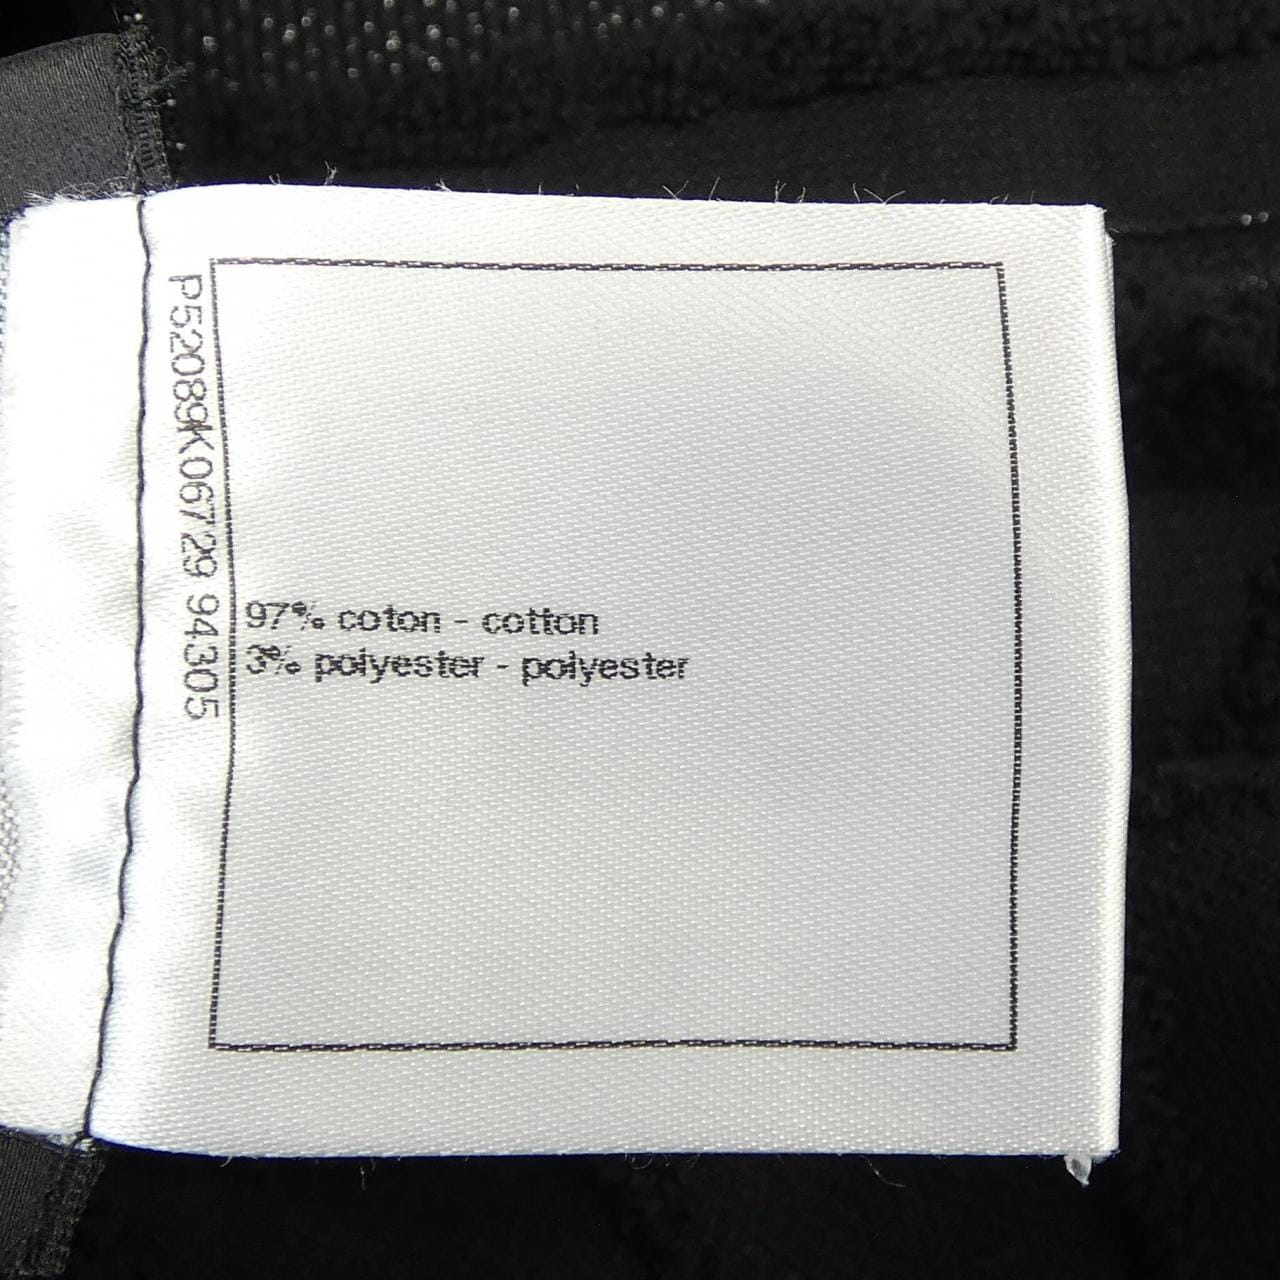 P52089K06729 94305
97% coton - cotton
3% polyester - polyester